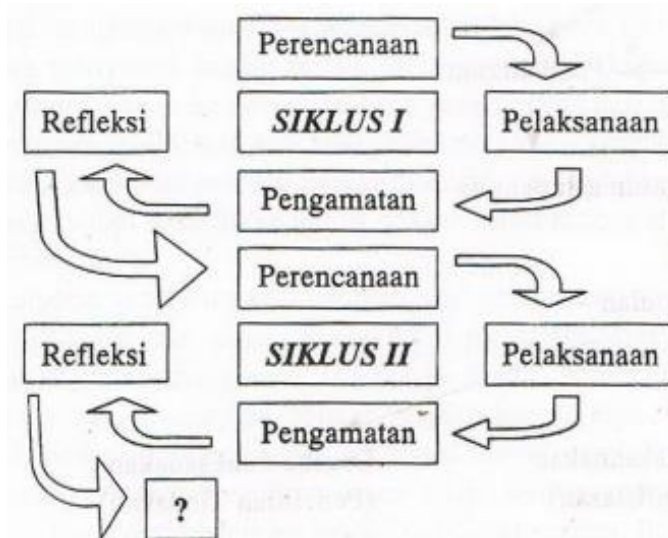 Perencanaan
Refleksi
SIKLUS I
Pelaksanaan
Pengamatan
Perencanaan
Refleksi
SIKLUS II
Pelaksanaan
Pengamatan
?